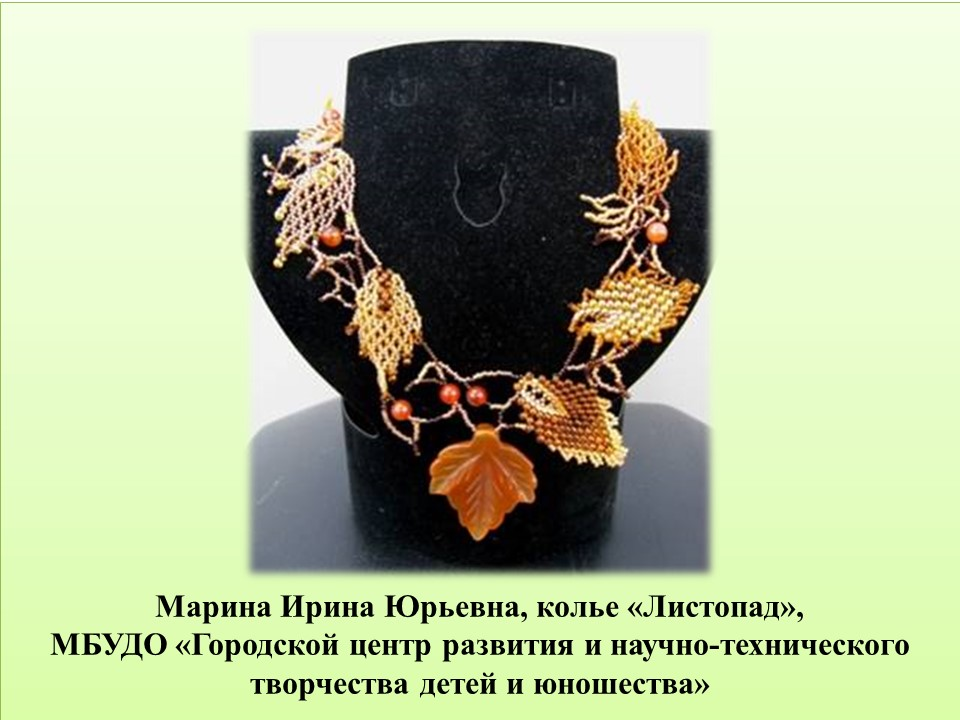 Марина Ирина Юрьевна, колье «Листопад»,
МБУДО «Городской центр развития и научно-технического
творчества детей и юношества»